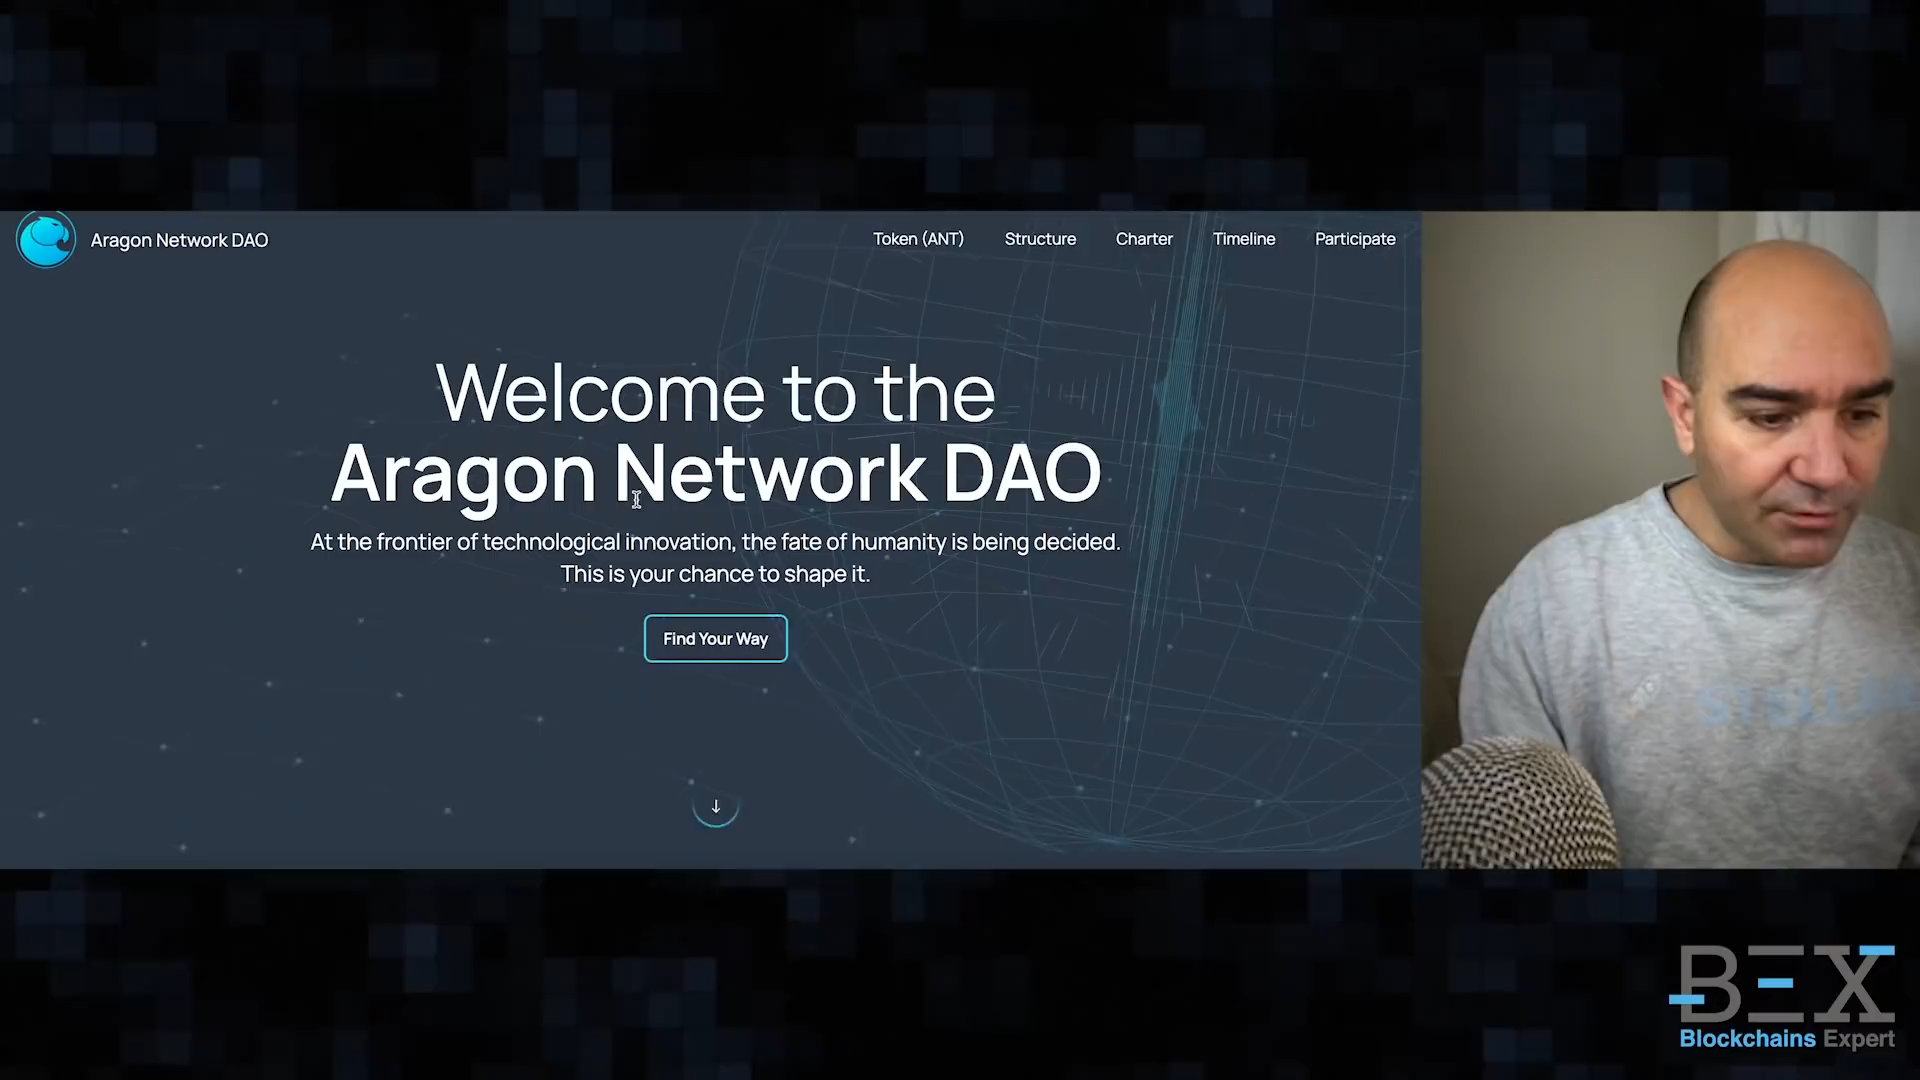 Aragon Network DAO
Token (ANT) Structure Charter Timeline Participate
Welcome to the
Aragon Network DAO
At the frontier of technological innovation, the fate of humanity is being decided.
This is your chance to shape it.
Find Your Way
BEX
Blockchains Expert